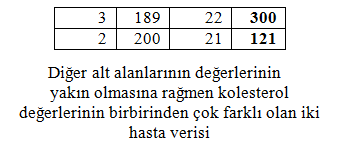 3 189 22 300
2 200 21 121
Diğer alt alanlarının değerlerinin
yakın olmasına rağmen kolesterol
değerlerinin birbirinden çok farklı olan iki
hasta verisi